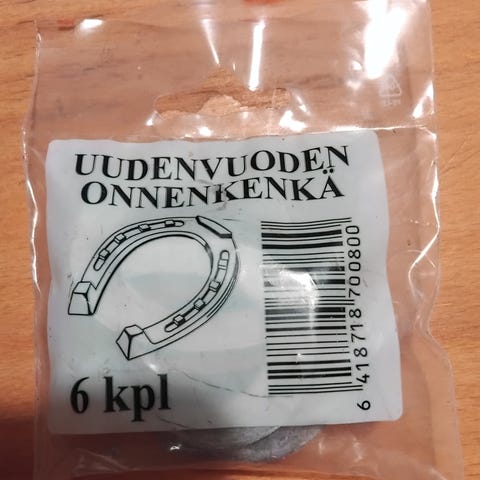 UUDENVUODEN
ONNENKENKÄ
6 kpl
6 418718 700800